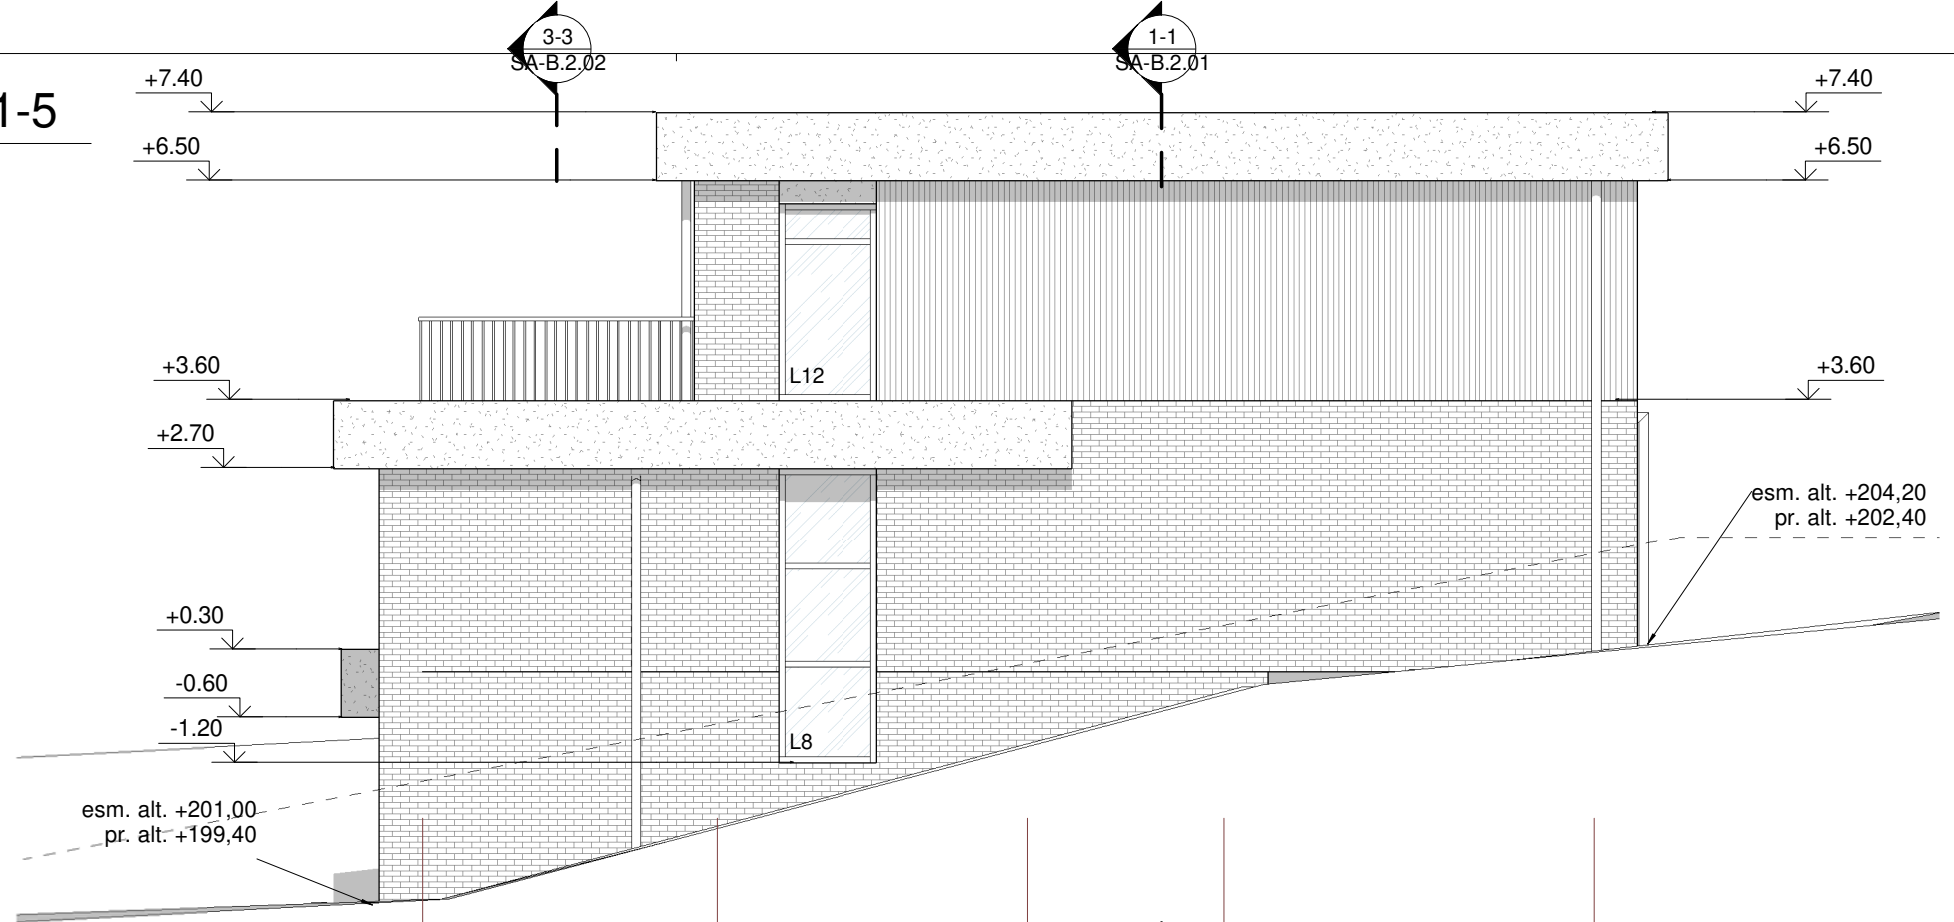 3-3
SA-B.2.02
1-1
SA-B.2.01
1-5
+7.40
+7.40
+6.50
+6.50
+3.60
L12
+3.60
+2.70
esm. alt. +204,20
pr. alt. +202,40
+0.30
-0.60
-1.20
L8
esm. alt. +201,00
pr. alt. +199,40